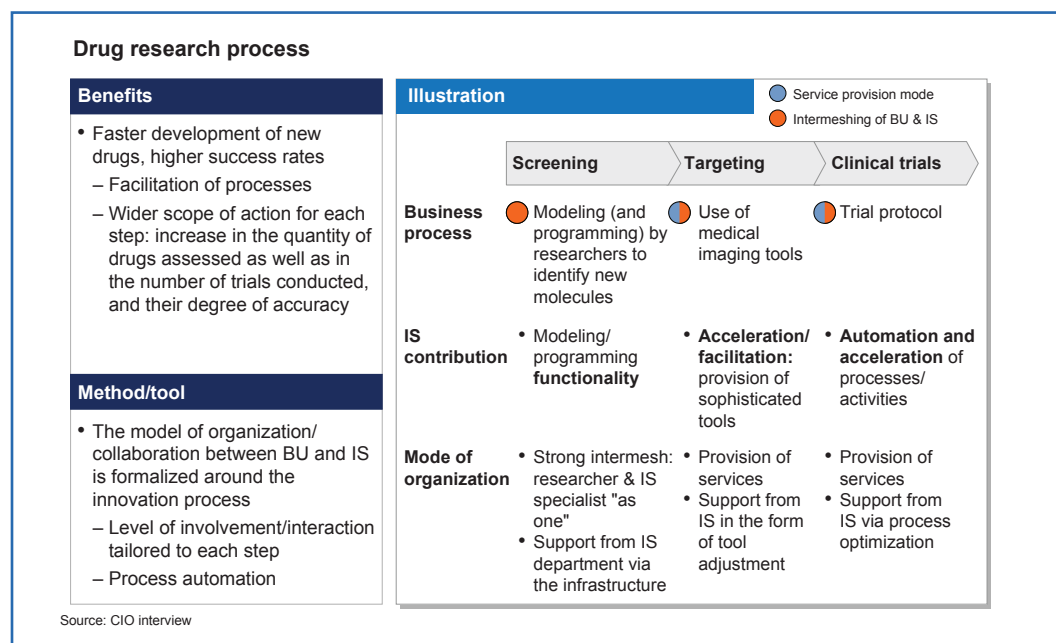 Drug research process
Benefits
• Faster development of new
drugs, higher success rates
– Facilitation of processes
– Wider scope of action for each
step: increase in the quantity of
drugs assessed as well as in
the number of trials conducted,
and their degree of accuracy
Method/tool
• The model of organization/
collaboration between BU and IS
is formalized around the
innovation process
– Level of involvement/interaction
tailored to each step
– Process automation
Illustration
Service provision mode
Intermeshing of BU & IS
Screening
Targeting
Clinical trials
Business
process
Modeling (and
programming) by
researchers to
identify new
molecules
Use of
medical
imaging tools
Trial protocol
IS
contribution
• Modeling/
programming
functionality
• Acceleration/
facilitation:
provision of
sophisticated
tools
• Automation and
acceleration of
processes/
activities
Mode of
organization
• Strong intermesh:
researcher & IS
specialist "as
one"
• Support from IS
department via
the infrastructure
• Provision of
services
• Support from
IS in the form
of tool
adjustment
• Provision of
services
• Support from
IS via process
optimization
Source: CIO interview